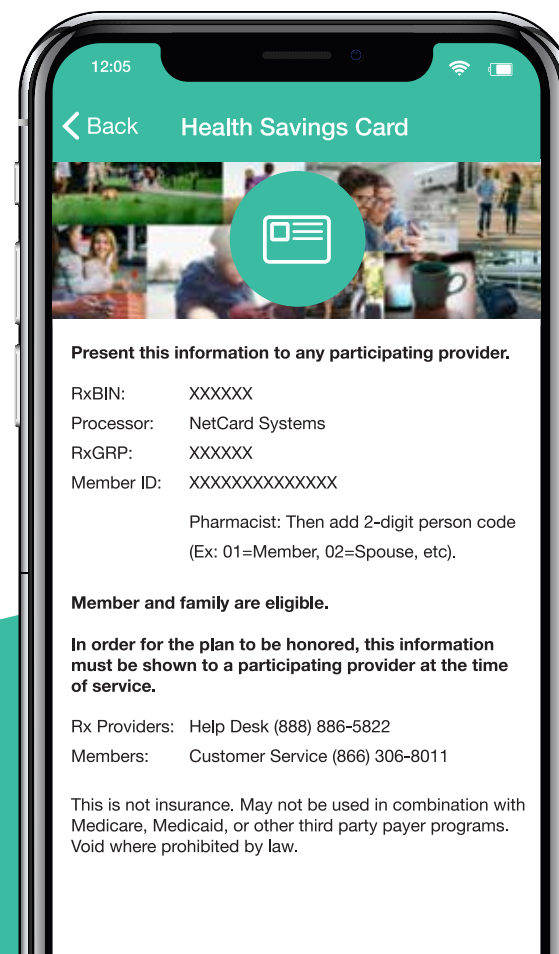 12:05
Back Health Savings Card
Present this information to any participating provider.
RxBIN: XXXXXX
Processor: NetCard Systems
RxGRP: XXXXXX
Member ID: XXXXXXXXXXXXXX
Pharmacist: Then add 2-digit person code
(Ex: 01=Member, 02=Spouse, etc).
Member and family are eligible.
In order for the plan to be honored, this information
must be shown to a participating provider at the time
of service.
Rx Providers: Help Desk (888) 886-5822
Members: Customer Service (866) 306-8011
This is not insurance. May not be used in combination with
Medicare, Medicaid, or other third party payer programs.
Void where prohibited by law.